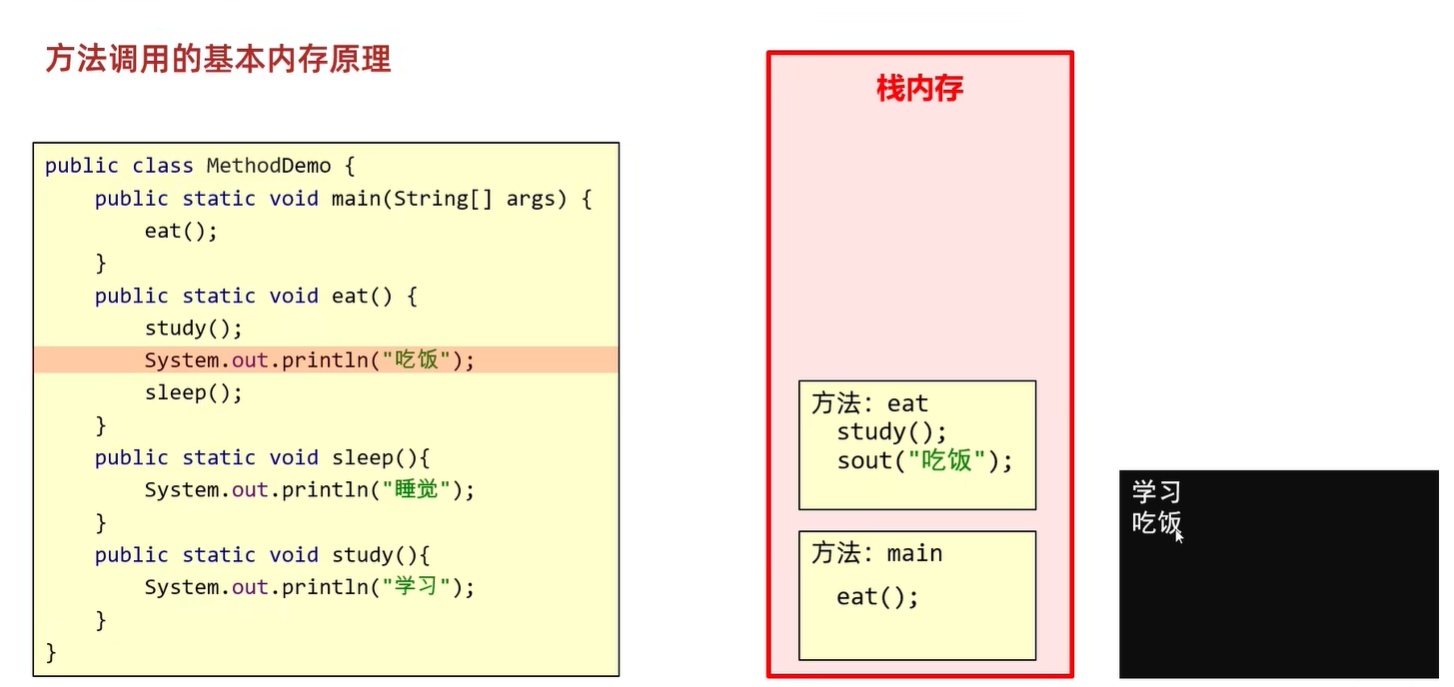 方法调用的基本内存原理
public class MethodDemo {
    public static void main(String[] args) {
        eat();
    }
    public static void eat() {
        study();
        System.out.println("吃饭");
        sleep();
    }
    public static void sleep(){
        System.out.println("睡觉");
    }
    public static void study(){
        System.out.println("学习");
    }
}
栈内存
方法：eat
study();
sout("吃饭");
方法：main
eat();
学习
吃饭